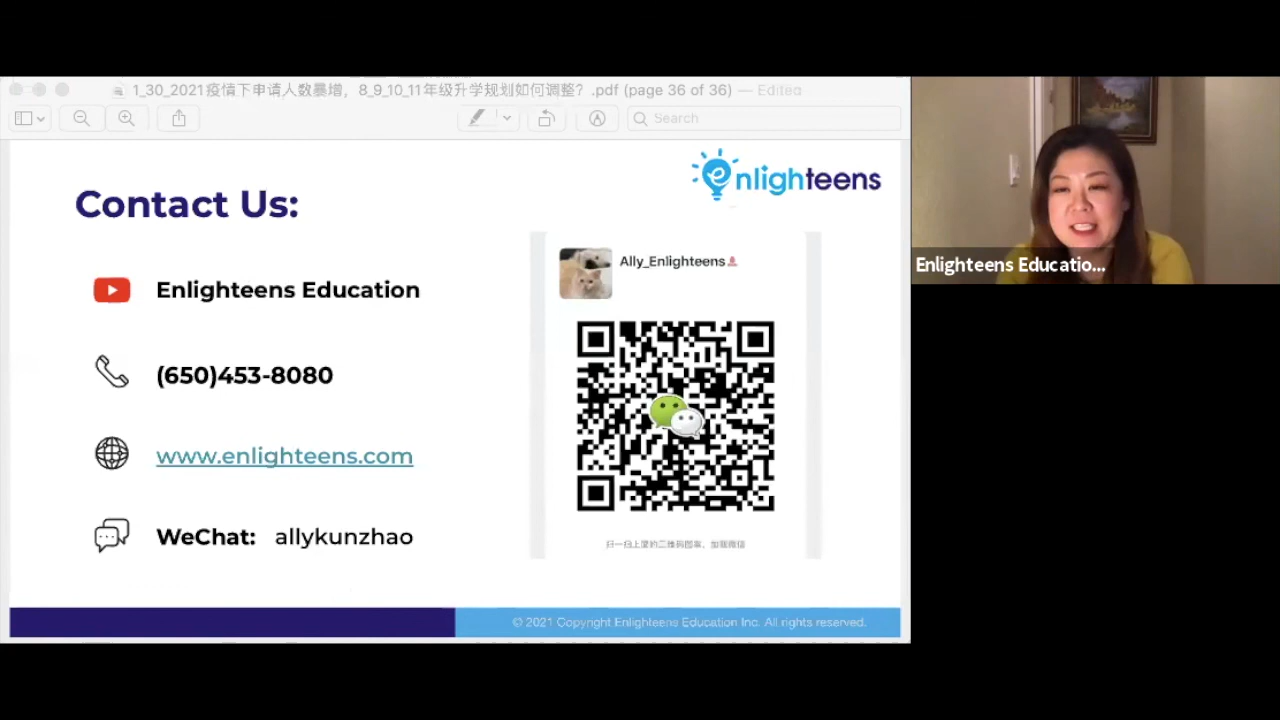 1_30_2021疫情下申请人数暴增，8_9_10_11年级升学规划如何调整？.pdf (page 36 of 36) — Edited
Search
enlighteens
Contact Us:
Ally_Enlighteens
Enlighteens Education
(650)453-8080
www.enlighteens.com
WeChat: allykunzhao
扫一扫上面的二维码图案，加我微信
© 2021 Copyright Enlighteens Education Inc. All rights reserved.
Enlighteens Educatio...